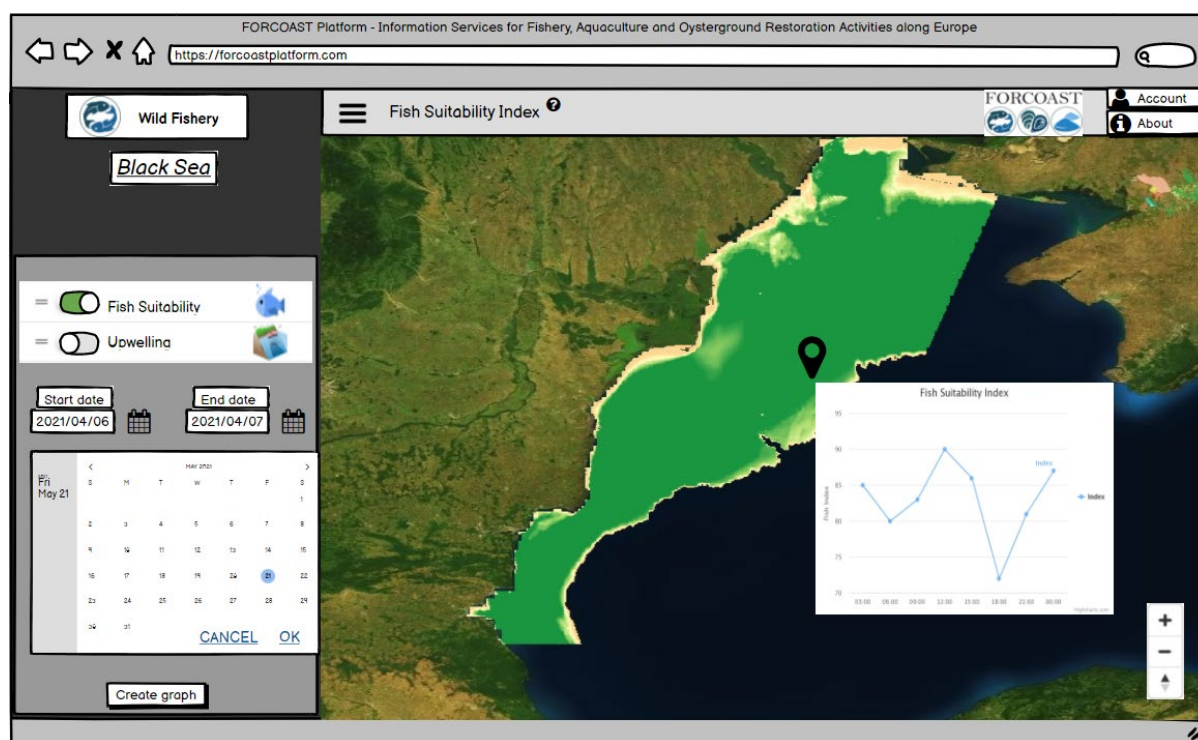 FORCOAST Platform - Information Services for Fishery, Aquaculture and Oysterground Restoration Activities along Europe
https://forcoastplatform.com
Wild Fishery
Black Sea
Fish Suitability Index ?
FORCOAST
Account
About
Fish Suitability
Upwelling
Start date
End date
2021/04/06
2021/04/07
Fri
May 21
MAY 2021
S M T W T F S
1
2 3 4 5 6 7 8
9 10 11 12 13 14 15
16 17 18 19 20 21 22
23 24 25 26 27 28 29
30 31
CANCEL OK
Create graph
Fish Suitability Index
95
90
85
80
75
70
Fish index
Index
Index
03:00 06:00 09:00 12:00 15:00 18:00 21:00 00:00
Highcharts.com